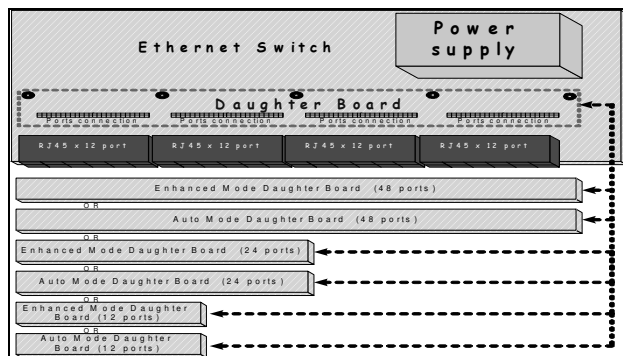 Power
supply
Ethernet Switch
Daughter Board
Ports connection Ports connection Ports connection Ports connection
RJ45 x 12 port RJ45 x 12 port RJ45 x 12 port RJ45 x 12 port
Enhanced Mode Daughter Board (48 ports)
OR
Auto Mode Daughter Board (48 ports)
OR
Enhanced Mode Daughter Board (24 ports)
OR
Auto Mode Daughter Board (24 ports)
OR
Enhanced Mode Daughter
Board (12 ports)
OR
Auto Mode Daughter
Board (12 ports)